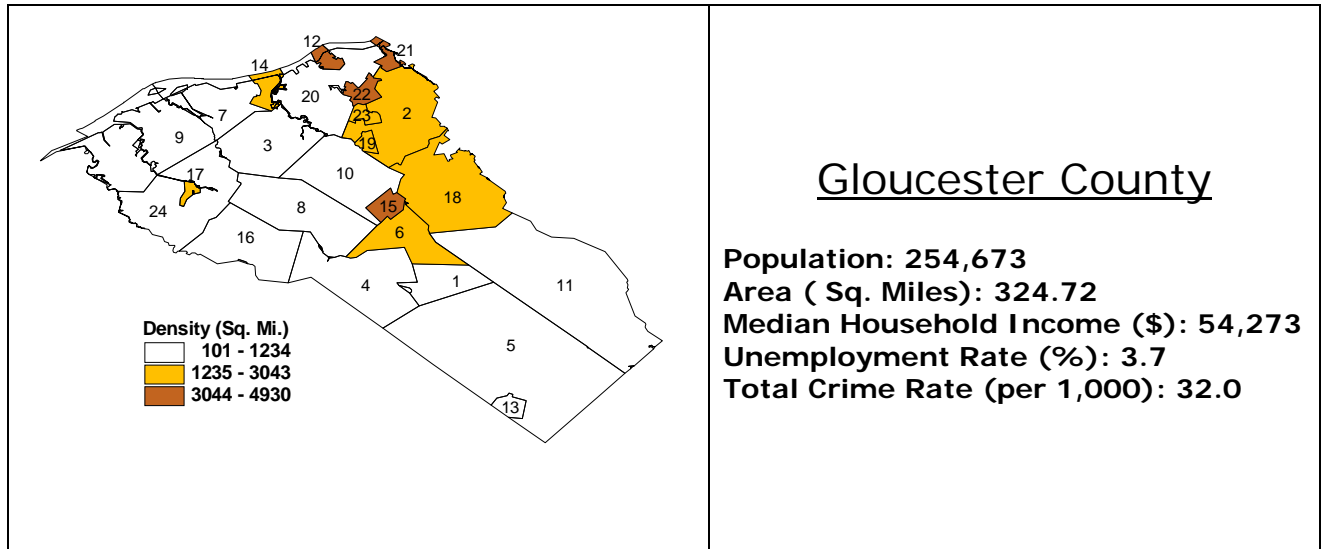 12
21
14
22
20
2
23
7
9
3
19
10
17
18
15
24
8
6
16
4
1
11
5
13
Density (Sq. Mi.)
101 - 1234
1235 - 3043
3044 - 4930
Gloucester County
Population: 254,673
Area ( Sq. Miles): 324.72
Median Household Income ($): 54,273
Unemployment Rate (%): 3.7
Total Crime Rate (per 1,000): 32.0